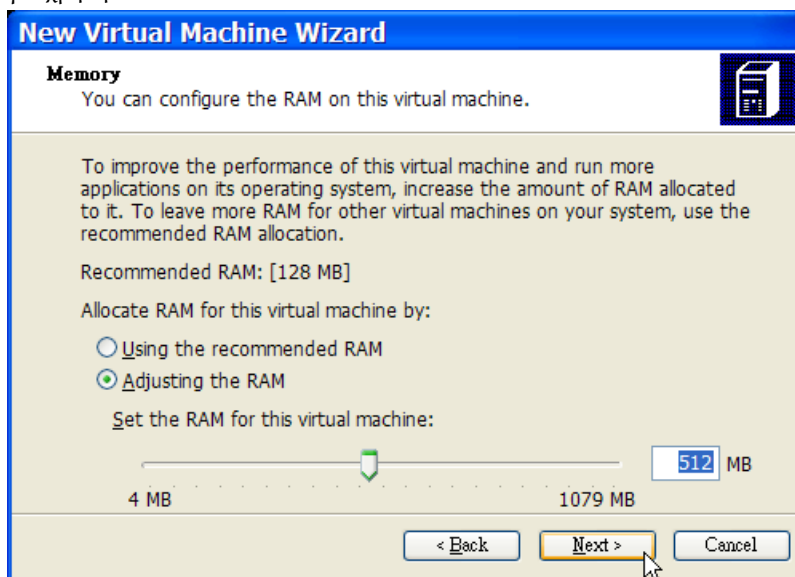 New Virtual Machine Wizard
Memory
You can configure the RAM on this virtual machine.
To improve the performance of this virtual machine and run more
applications on its operating system, increase the amount of RAM allocated
to it. To leave more RAM for other virtual machines on your system, use the
recommended RAM allocation.
Recommended RAM: [128 MB]
Allocate RAM for this virtual machine by:
Using the recommended RAM
Adjusting the RAM
Set the RAM for this virtual machine:
512 MB
4 MB 1079 MB
< Back Next > Cancel